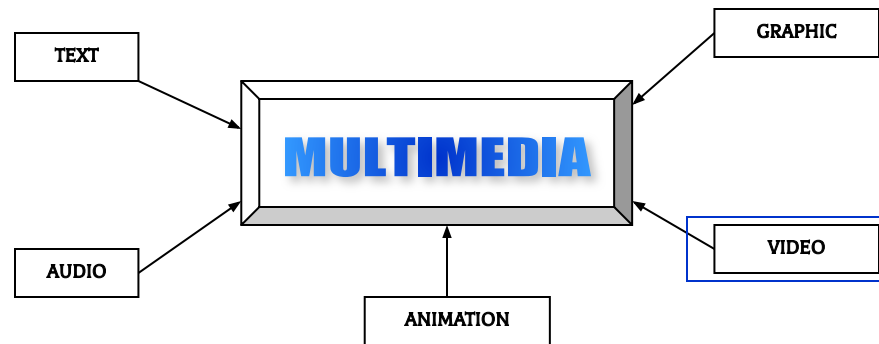 GRAPHIC
TEXT
MULTIMEDIA
VIDEO
AUDIO
ANIMATION